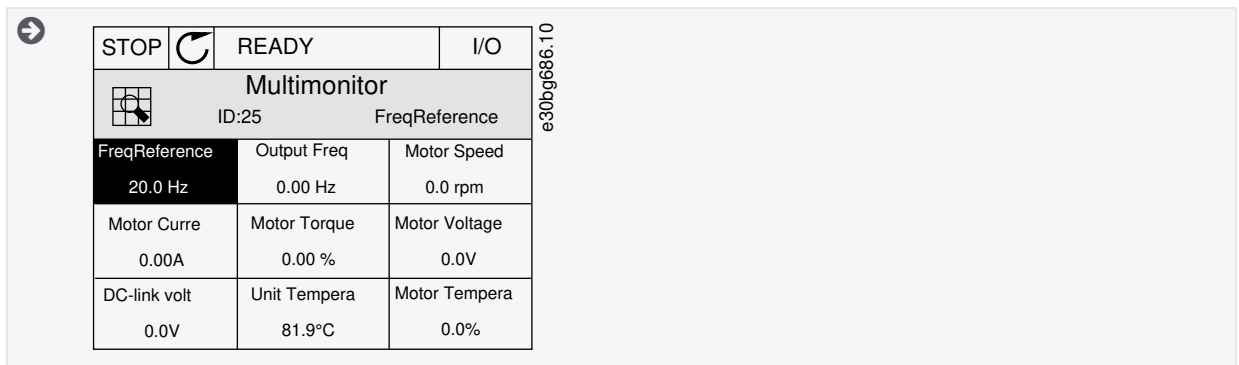 STOP READY I/O
Multimonitor
ID:25 FreqReference
FreqReference Output Freq Motor Speed
20.0 Hz 0.00 Hz 0.0 rpm
Motor Curre Motor Torque Motor Voltage
0.00A 0.00 % 0.0V
DC-link volt Unit Tempera Motor Tempera
0.0V 81.9°C 0.0%
e30bg686.10